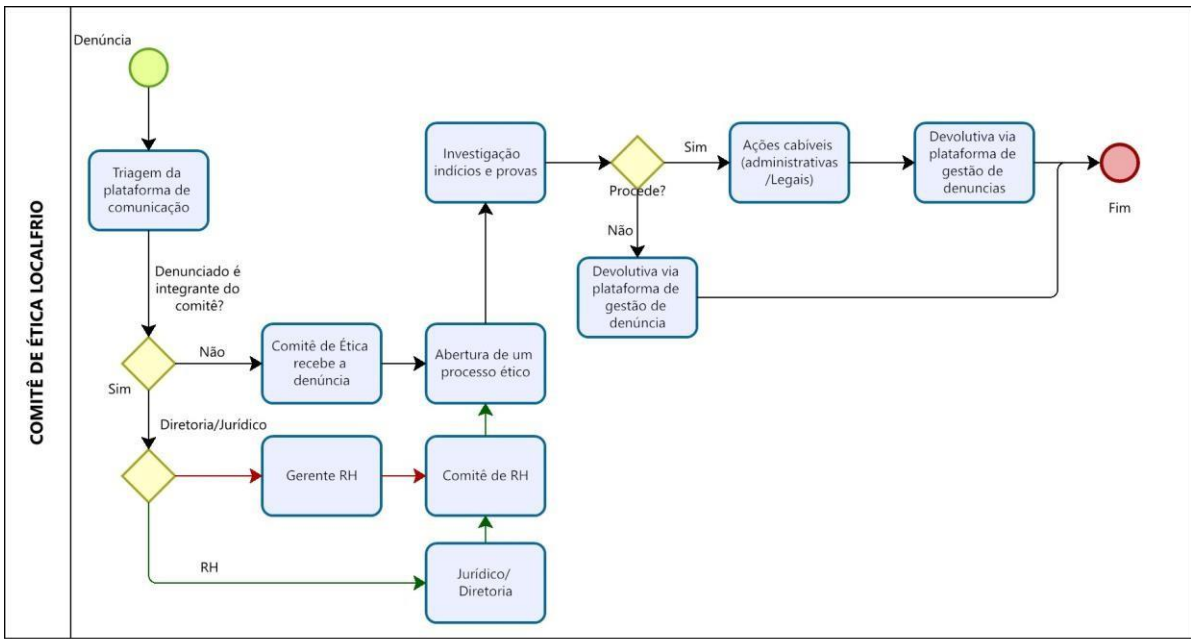 COMITÊ DE ÉTICA LOCALFRIO
Denúncia
Triagem da
plataforma de
comunicação
Denunciado é
integrante do
comitê?
Não
Sim
Comitê de Ética
recebe a
denúncia
Abertura de um
processo ético
Diretoria/Jurídico
Gerente RH
Comitê de RH
RH
Jurídico/
Diretoria
Investigação
indícios e provas
Procede?
Sim
Não
Ações cabíveis
(administrativas
/Legais)
Devolutiva via
plataforma de
gestão de
denuncias
Devolutiva via
plataforma de
gestão de
denúncia
Fim